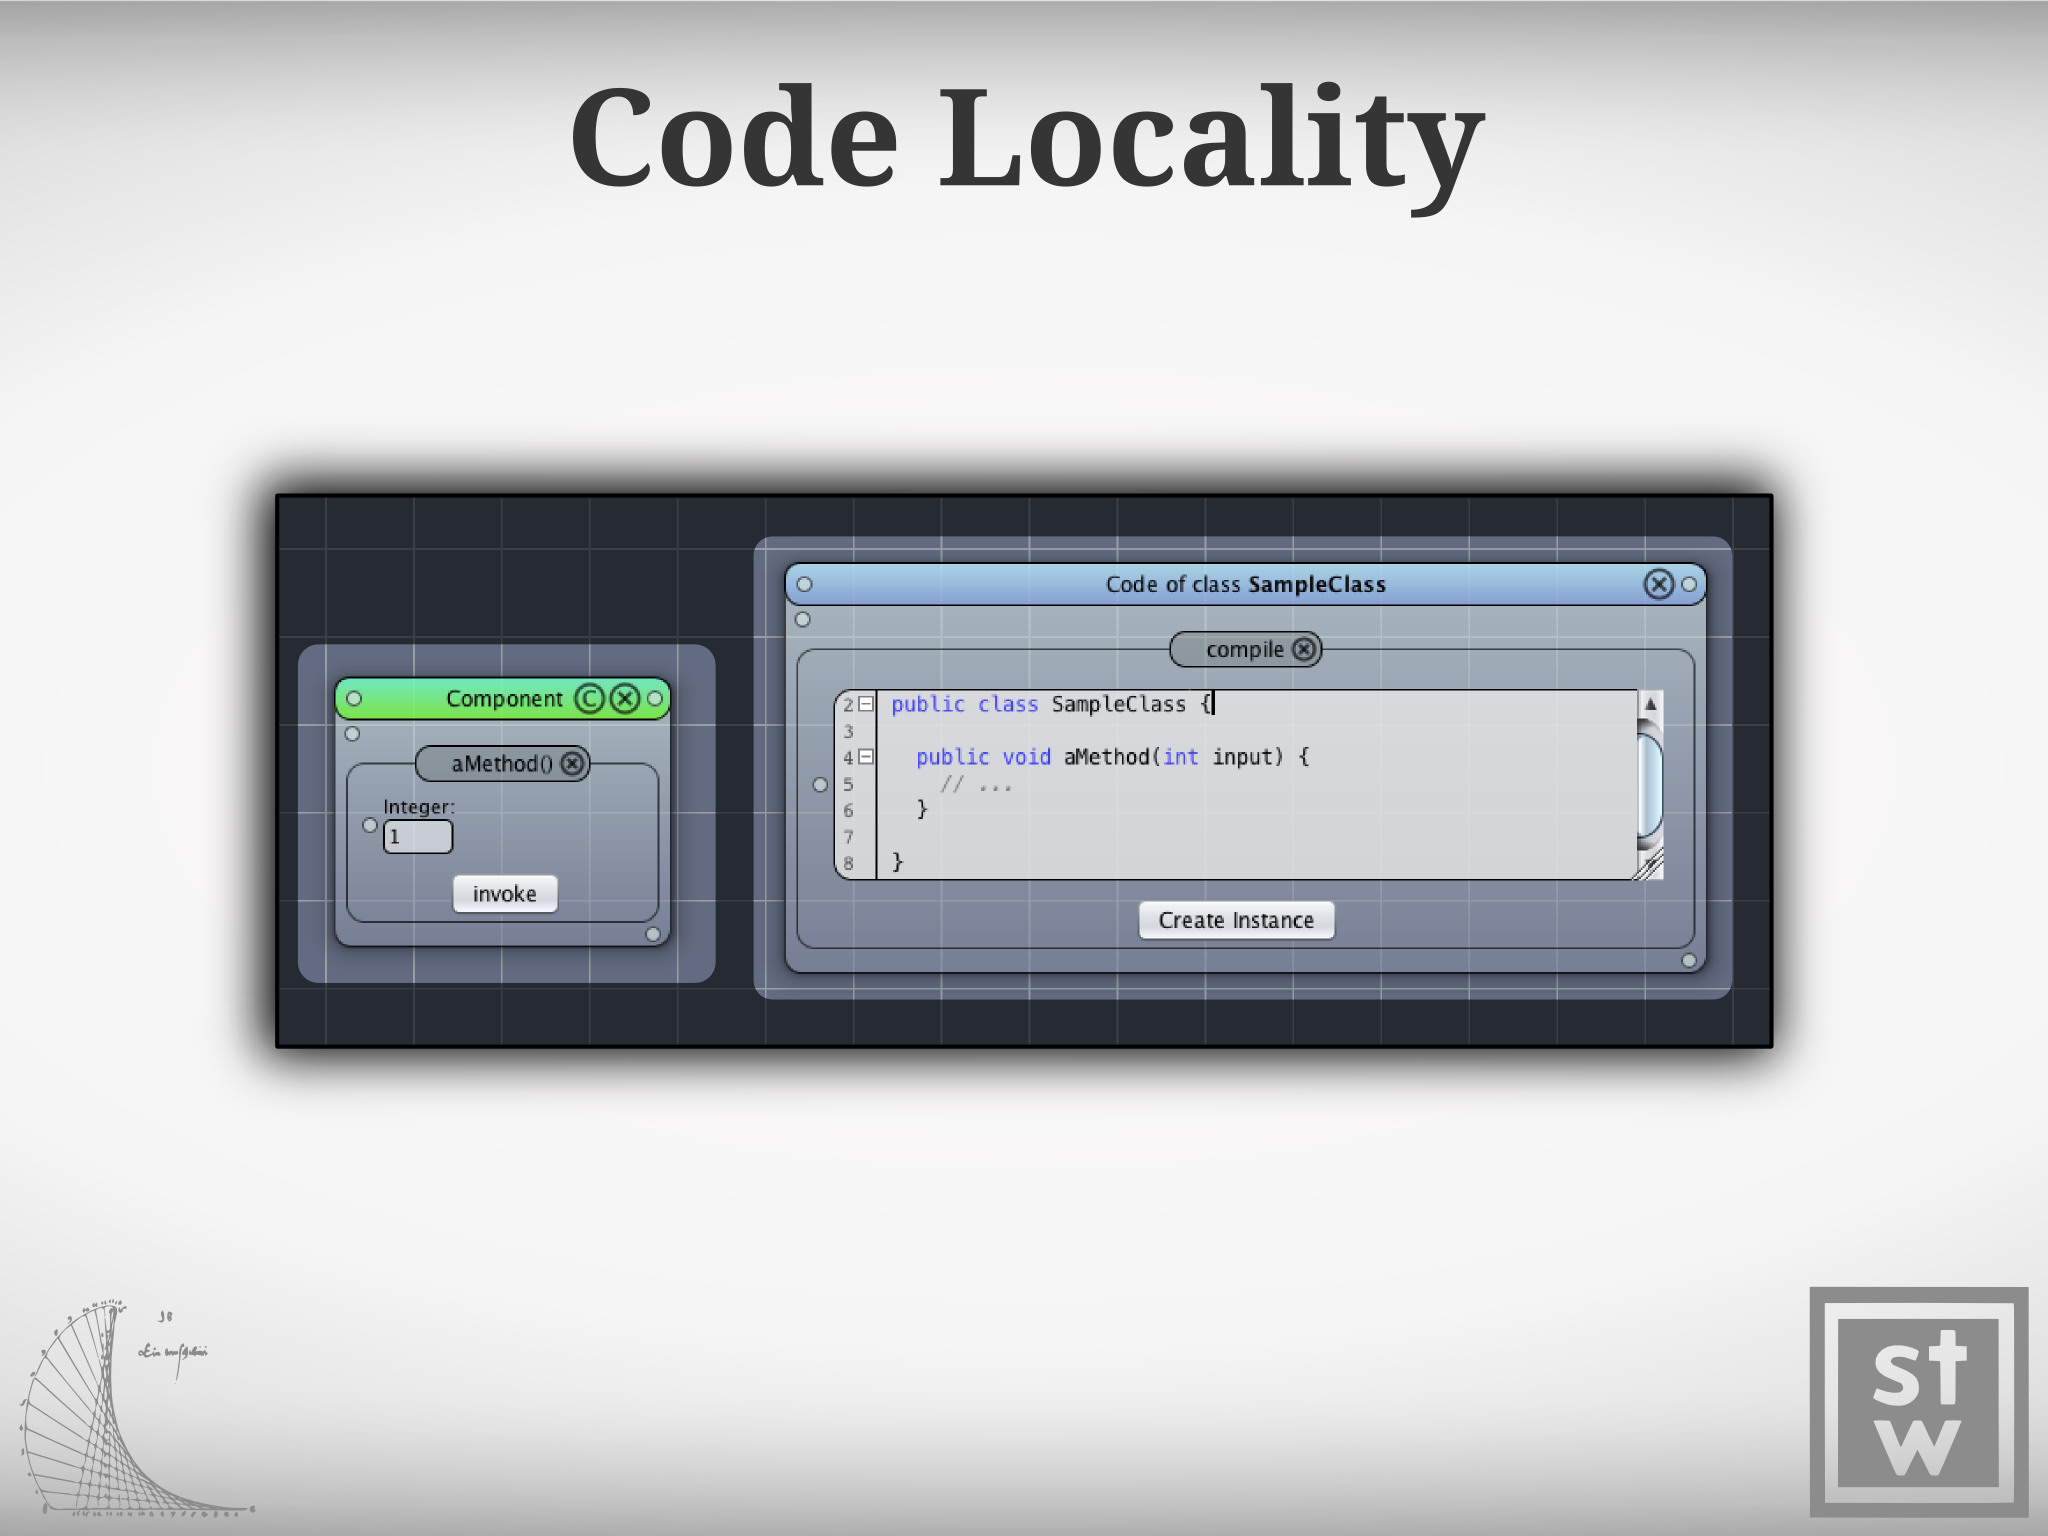 Code Locality
Component
aMethod()
Integer:
1
invoke
Code of class SampleClass
compile
2 public class SampleClass {
3
4 public void aMethod(int input) {
5 // ...
6 }
7
8 }
Create Instance
st
w